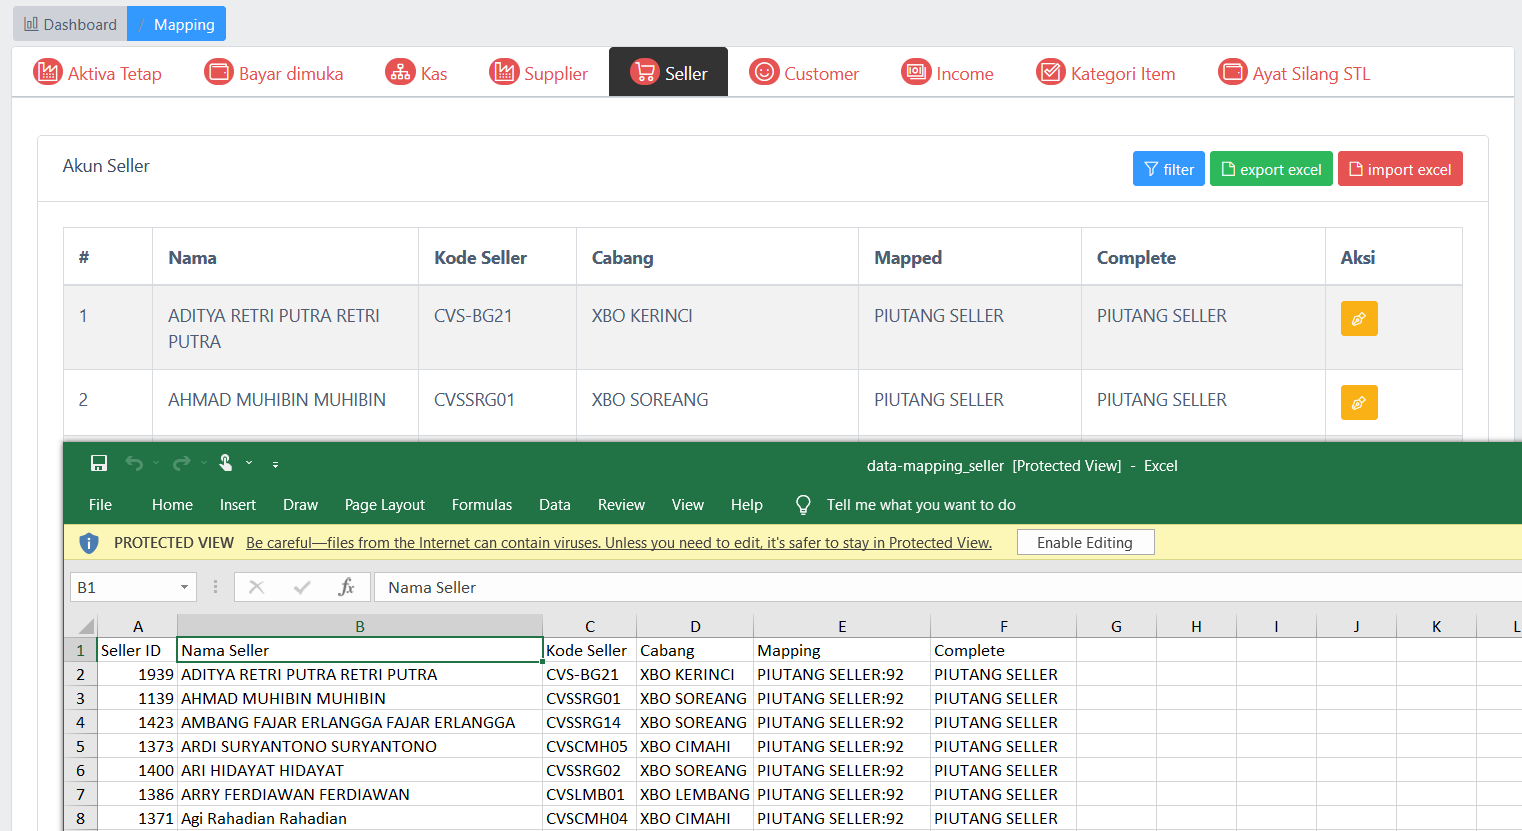 Dashboard / Mapping
Aktiva Tetap Bayar dimuka Kas Supplier Seller Customer Income Kategori Item Ayat Silang STL
Akun Seller filter export excel import excel
# Nama Kode Seller Cabang Mapped Complete Aksi
1 ADITYA RETRI PUTRA RETRI CVS-BG21 XBO KERINCI PIUTANG SELLER PIUTANG SELLER
PUTRA
2 AHMAD MUHIBIN MUHIBIN CVSSRG01 XBO SOREANG PIUTANG SELLER PIUTANG SELLER
data-mapping_seller [Protected View] - Excel
File Home Insert Draw Page Layout Formulas Data Review View Help Tell me what you want to do
PROTECTED VIEW Be careful—files from the Internet can contain viruses. Unless you need to edit, it's safer to stay in Protected View. Enable Editing
B1 fx Nama Seller
A B C D E F G H I J K L
1 Seller ID Nama Seller Kode Seller Cabang Mapping Complete
2 1939 ADITYA RETRI PUTRA RETRI PUTRA CVS-BG21 XBO KERINCI PIUTANG SELLER:92 PIUTANG SELLER
3 1139 AHMAD MUHIBIN MUHIBIN CVSSRG01 XBO SOREANG PIUTANG SELLER:92 PIUTANG SELLER
4 1423 AMBANG FAJAR ERLANGGA FAJAR ERLANGGA CVSSRG14 XBO SOREANG PIUTANG SELLER:92 PIUTANG SELLER
5 1373 ARDI SURYANTONO SURYANTONO CVSCMH05 XBO CIMAHI PIUTANG SELLER:92 PIUTANG SELLER
6 1400 ARI HIDAYAT HIDAYAT CVSSRG02 XBO SOREANG PIUTANG SELLER:92 PIUTANG SELLER
7 1386 ARRY FERDIAWAN FERDIAWAN CVSLMB01 XBO LEMBANG PIUTANG SELLER:92 PIUTANG SELLER
8 1371 Agi Rahadian Rahadian CVSCMH04 XBO CIMAHI PIUTANG SELLER:92 PIUTANG SELLER